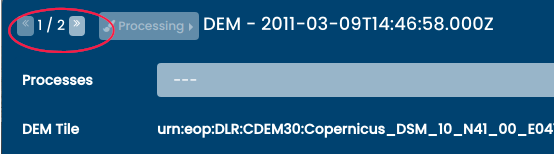 « 1 / 2 » Processing DEM - 2011-03-09T14:46:58.000Z
Processes ---
DEM Tile urn:eop:DLR:CDEM30:Copernicus_DSM_10_N41_00_E04